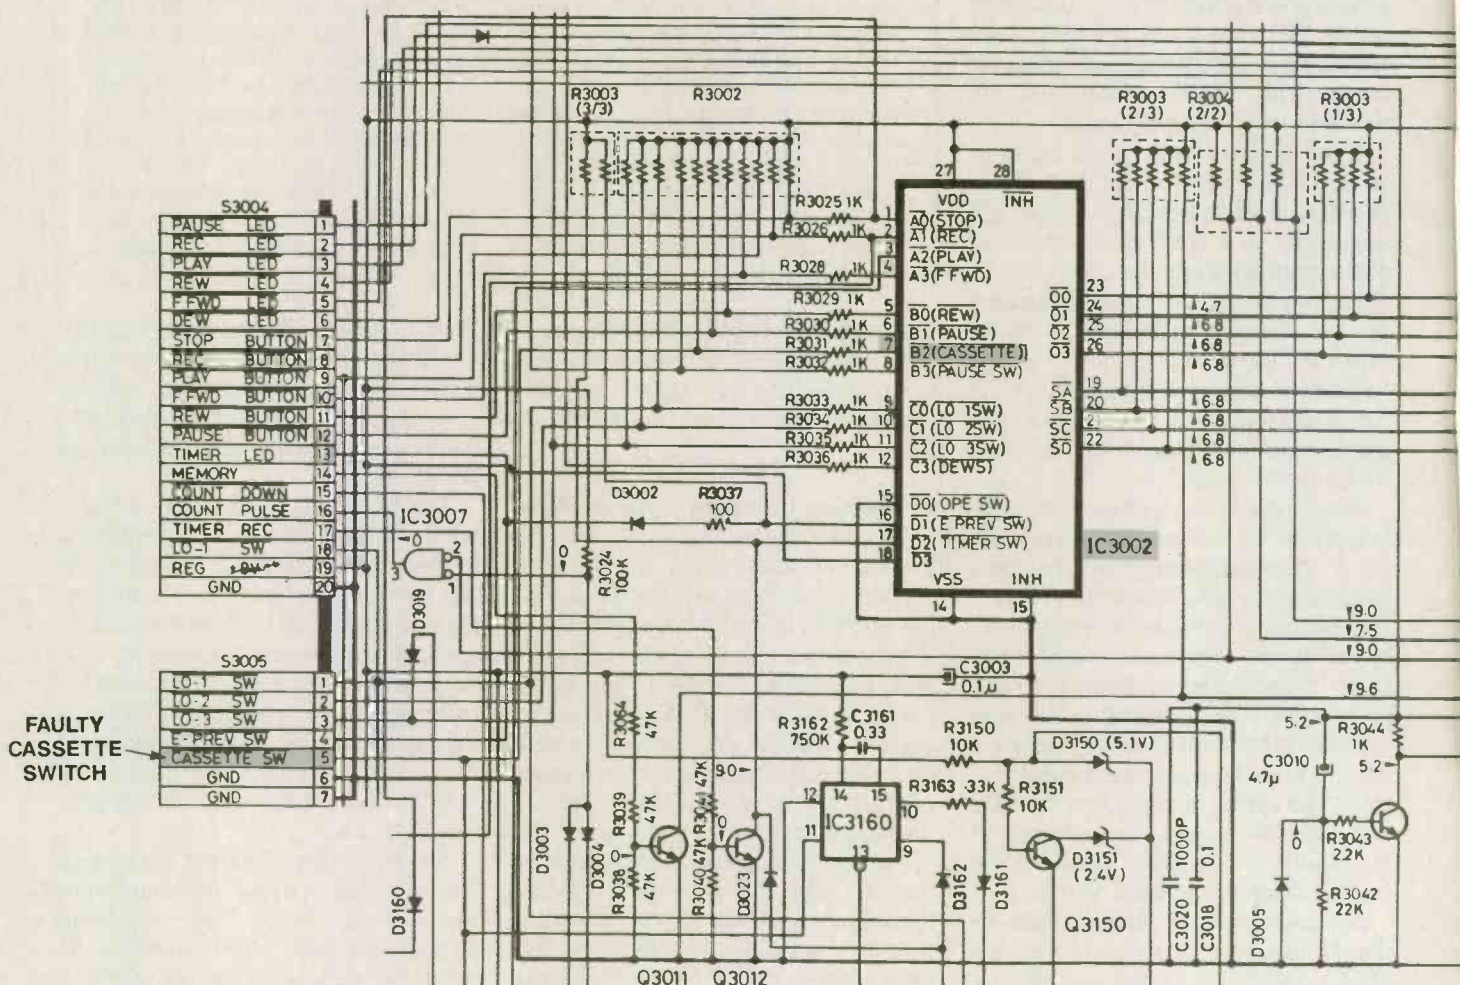 R3003
(3/3)
R3002
R3003
(2/3)
R3004
(2/2)
R3003
(1/3)
S3004
PAUSE LED 1
REC LED 2
PLAY LED 3
REW LED 4
F.FWD LED 5
DEW LED 6
STOP BUTTON 7
REC BUTTON 8
PLAY BUTTON 9
F.FWD BUTTON 10
REW BUTTON 11
PAUSE BUTTON 12
TIMER LED 13
MEMORY 14
COUNT DOWN 15
COUNT PULSE 16
TIMER REC 17
LO-1 SW 18
REG 19
GND 20
S3005
LO-1 SW 1
LO-2 SW 2
LO-3 SW 3
E-PREV SW 4
CASSETTE SW 5
GND 6
GND 7
FAULTY
CASSETTE
SWITCH
R3025 1K
R3026 1K
R3028 1K
R3029 1K
R3030 1K
R3031 1K
R3032 1K
R3033 1K
R3034 1K
R3035 1K
R3036 1K
27 28
VDD INH
1 A0(STOP)
2 A1(REC)
3 A2(PLAY)
4 A3(F FWD)
5 B0(REW)
6 B1(PAUSE)
7 B2(CASSETTE)
8 B3(PAUSE SW)
9 C0(LO 1SW)
10 C1(LO 2SW)
11 C2(LO 3SW)
12 C3(DEWS)
15 D0(OPE SW)
16 D1(E PREV SW)
17 D2(TIMER SW)
18 D3
VSS INH
14 15
IC3002
O0 23
O1 24
O2 25
O3 26
SA 19
SB 20
SC 21
SD 22
4.7
6.8
6.8
6.8
6.8
6.8
6.8
6.8
D3002
R3037
100
IC3007
0
2
3
1
0
R3024
100K
D3019
9.0
7.5
9.0
9.6
C3003
0.1μ
R3064
47K
R3162
750K
C3161
0.33
R3150
10K
D3150 (5.1V)
5.2
R3044
1K
C3010
4.7μ
5.2
9.0
R3039
47K
R3041 47K
0
12 14 15
11 IC3160 10
13 9
R3163 33K
R3151
10K
D3003
D3004
0
R3038
47K
R3040 47K
D3023
D3162
D3161
D3151
(2.4V)
Q3150
C3020 1000P
C3018 0.1
D3005
0
R3043
2.2K
R3042
22K
D3160
Q3011
Q3012